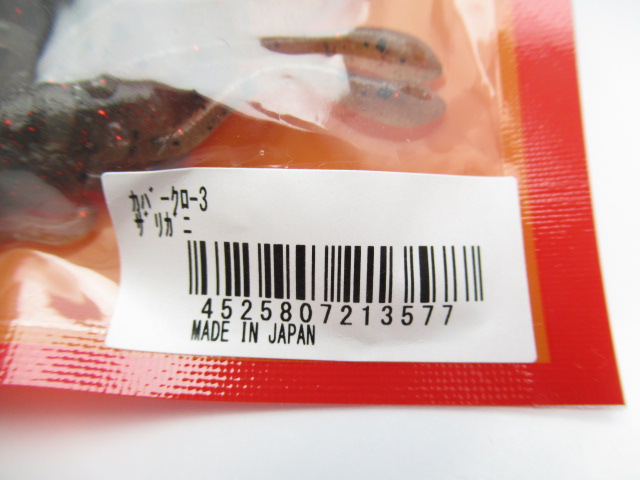 ｶﾊﾞｰｸﾛｰ3
ｻﾞﾘｶﾞﾆ
4525807213577
MADE IN JAPAN